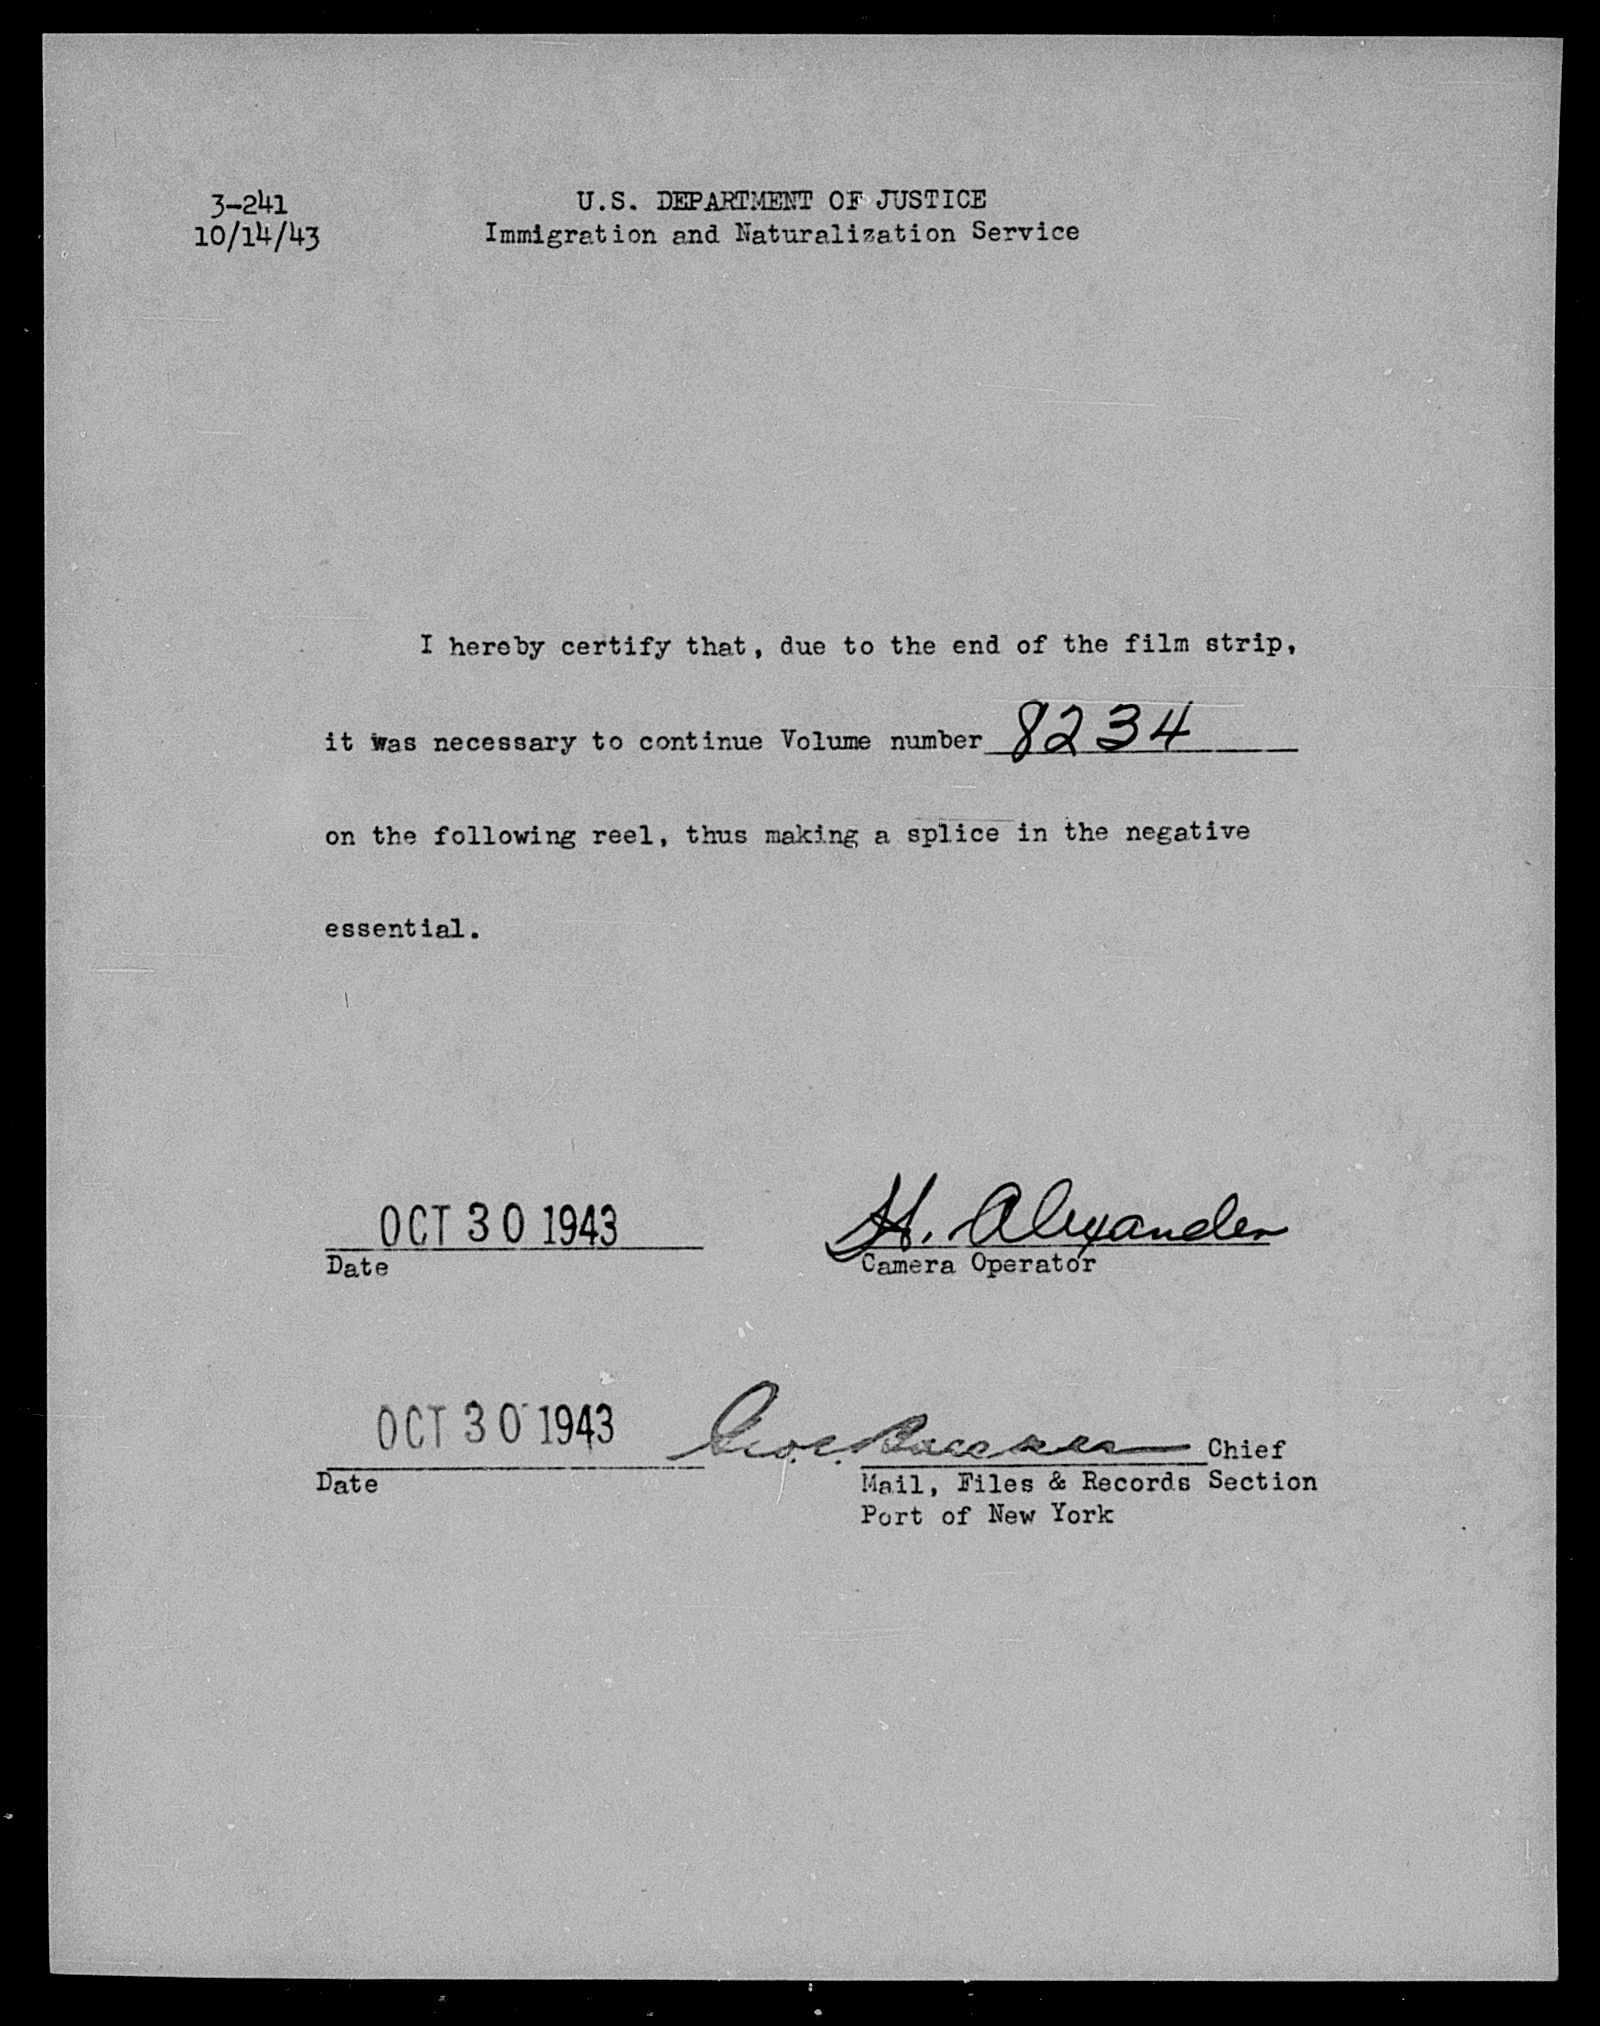 3-241
10/14/43
U.S. DEPARTMENT OF JUSTICE
Immigration and Naturalization Service
I hereby certify that, due to the end of the film strip,
it was necessary to continue Volume number 8234
on the following reel, thus making a splice in the negative
essential.
OCT 30 1943
Date
H. Alexander
Camera Operator
OCT 30 1943
Date
Geo. C. Chief
Mail, Files & Records Section
Port of New York